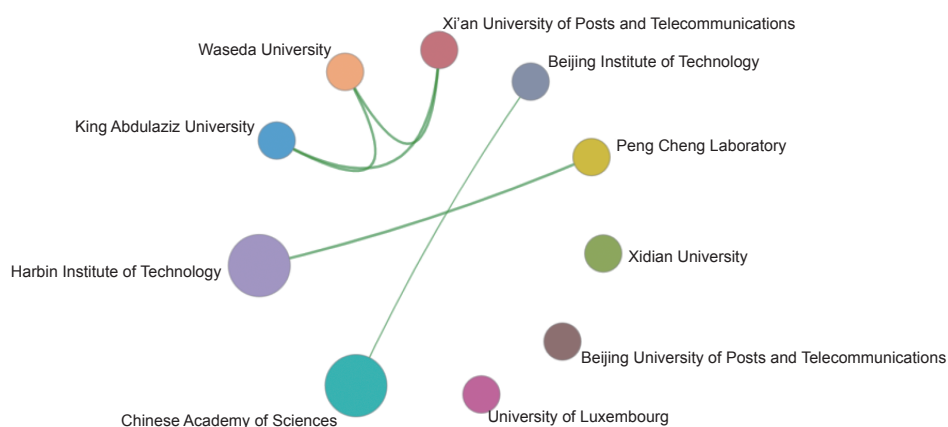 Xi’an University of Posts and Telecommunications
Waseda University
Beijing Institute of Technology
King Abdulaziz University
Peng Cheng Laboratory
Xidian University
Harbin Institute of Technology
Beijing University of Posts and Telecommunications
University of Luxembourg
Chinese Academy of Sciences